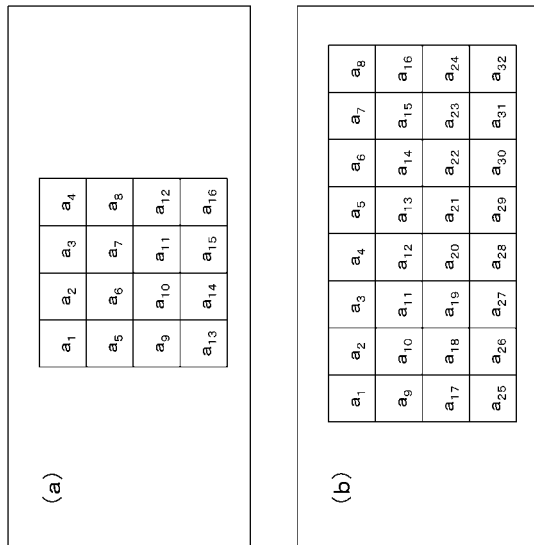 (a)
a₁ a₂ a₃ a₄
a₅ a₆ a₇ a₈
a₉ a₁₀ a₁₁ a₁₂
a₁₃ a₁₄ a₁₅ a₁₆
(b)
a₁ a₂ a₃ a₄ a₅ a₆ a₇ a₈
a₉ a₁₀ a₁₁ a₁₂ a₁₃ a₁₄ a₁₅ a₁₆
a₁₇ a₁₈ a₁₉ a₂₀ a₂₁ a₂₂ a₂₃ a₂₄
a₂₅ a₂₆ a₂₇ a₂₈ a₂₉ a₃₀ a₃₁ a₃₂